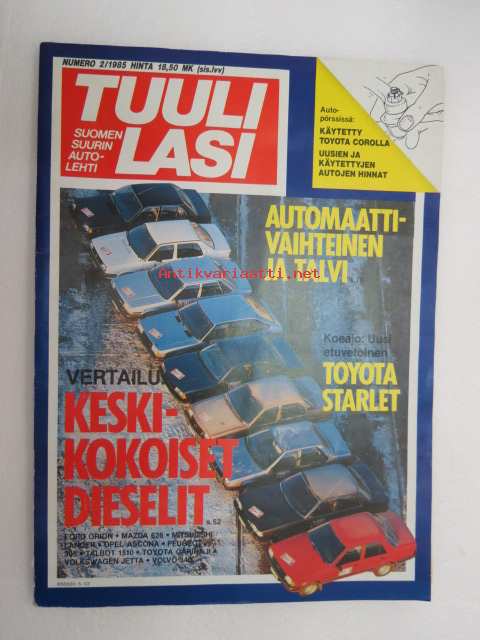 NUMERO 2/1985 HINTA 18,50 MK (sis.lvv)
TUULI
LASI
SUOMEN
SUURIN
AUTO-
LEHTI
Auto-
pörssissä:
KÄYTETTY
TOYOTA COROLLA
UUSIEN JA
KÄYTETTYJEN
AUTOJEN HINNAT
AUTOMAATTI-
VAIHTEINEN
JA TALVI
Antikvariaatti.net
Koeajo: Uusi
etuvetoinen
TOYOTA
STARLET
VERTAILU:
KESKI-
KOKOISET
DIESELIT
s.52
FORD ORION • MAZDA 626 • MITSUBISHI
LANCER • OPEL ASCONA • PEUGEOT
305 • TALBOT 1510 • TOYOTA CARINA II •
VOLKSWAGEN JETTA • VOLVO 340